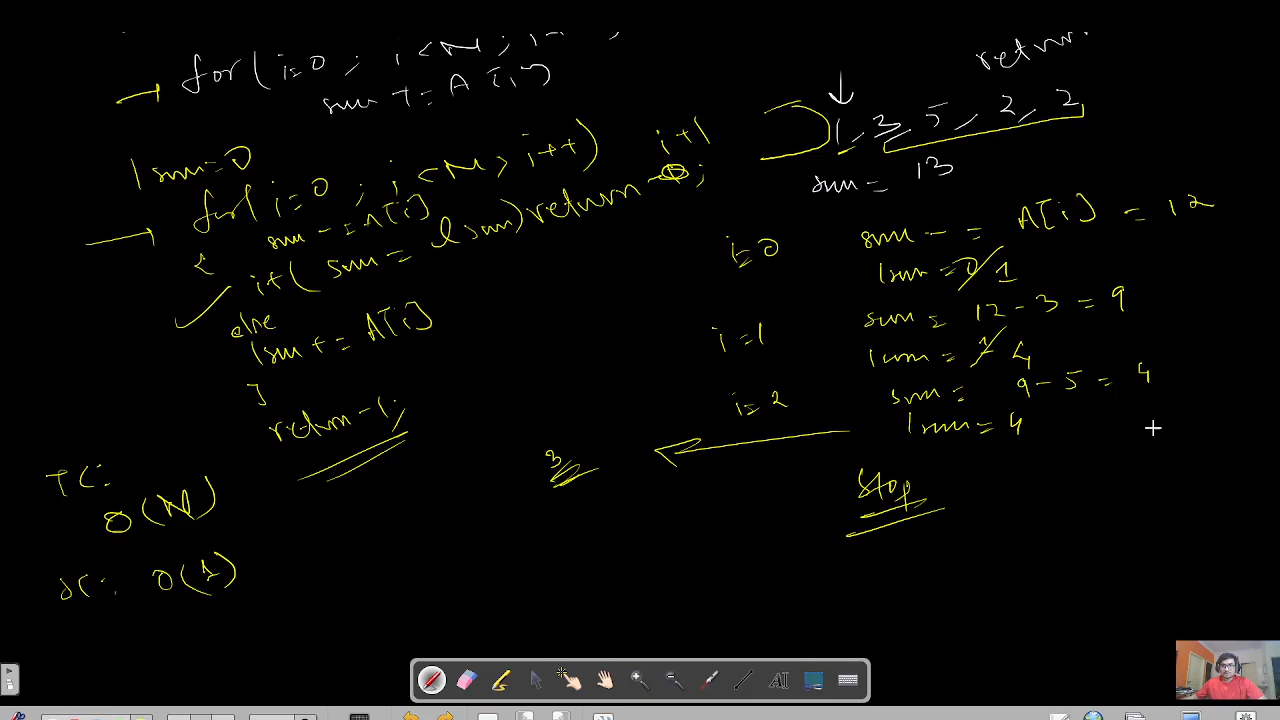 for(i=0 ; i<N ; i
sum += A[i]
lsum=0
for(i=0 ; i<N; i++)
{ sum -= A[i]
if( sum = lsum)return i+1;
else
lsum += A[i]
}
return -1;
TC:
O(N)
SC: O(1)
return.
1, 3, 5, 2, 2
sum = 13
i=0
sum -= A[i] = 12
lsum = 0 1
i=1
sum = 12-3 = 9
lsum = 1 4
i=2
sum = 9-5 = 4
lsum = 4
3
Stop
AI